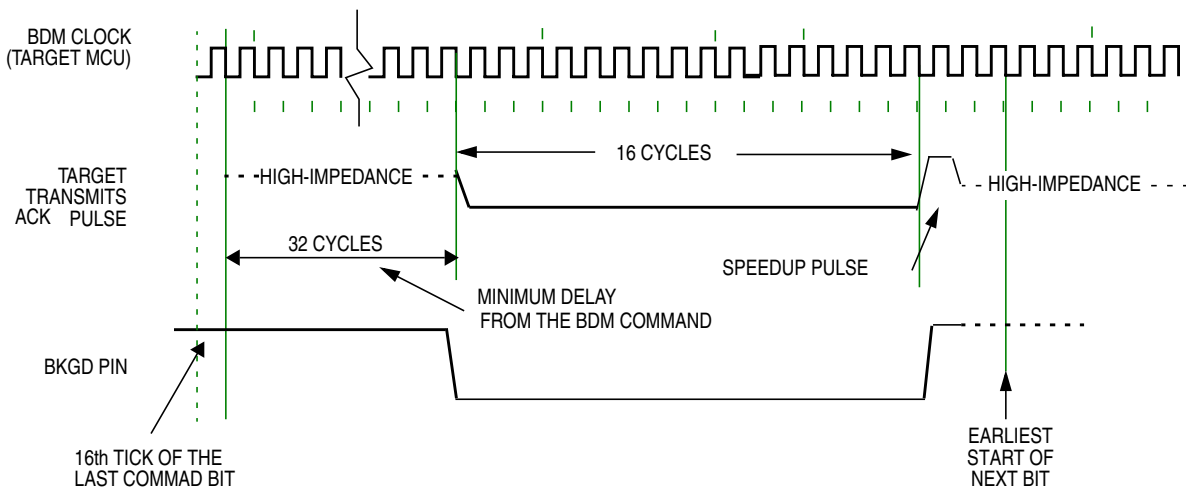 BDM CLOCK
(TARGET MCU)
16 CYCLES
TARGET
TRANSMITS
ACK PULSE
HIGH-IMPEDANCE
HIGH-IMPEDANCE
32 CYCLES
SPEEDUP PULSE
MINIMUM DELAY
FROM THE BDM COMMAND
BKGD PIN
16th TICK OF THE
LAST COMMAD BIT
EARLIEST
START OF
NEXT BIT